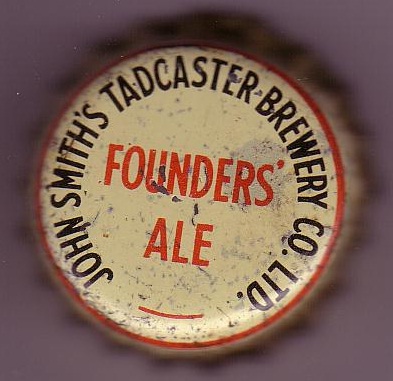 JOHN SMITH'S TADCASTER BREWERY CO. LTD.
FOUNDERS'
ALE